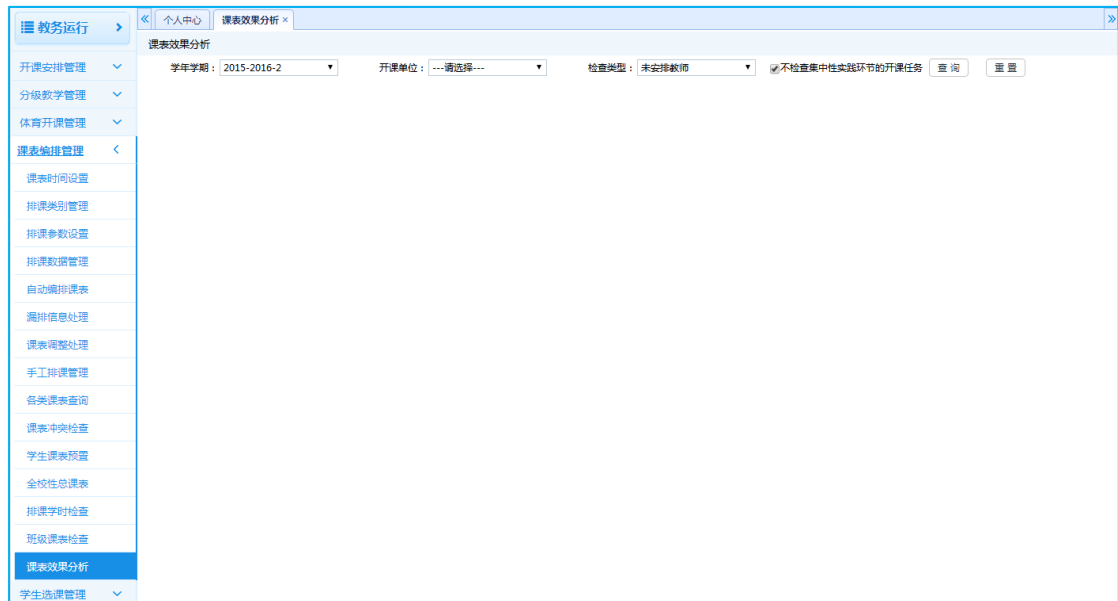 教务运行
个人中心 课表效果分析 ×
课表效果分析
学年学期： 2015-2016-2 开课单位： ---请选择--- 检查类型： 未安排教师 不检查集中性实践环节的开课任务 查 询 重 置
开课安排管理
分级教学管理
体育开课管理
课表编排管理
课表时间设置
排课类别管理
排课参数设置
排课数据管理
自动编排课表
漏排信息处理
课表调整处理
手工排课管理
各类课表查询
课表冲突检查
学生课表预置
全校性总课表
排课学时检查
班级课表检查
课表效果分析
学生选课管理